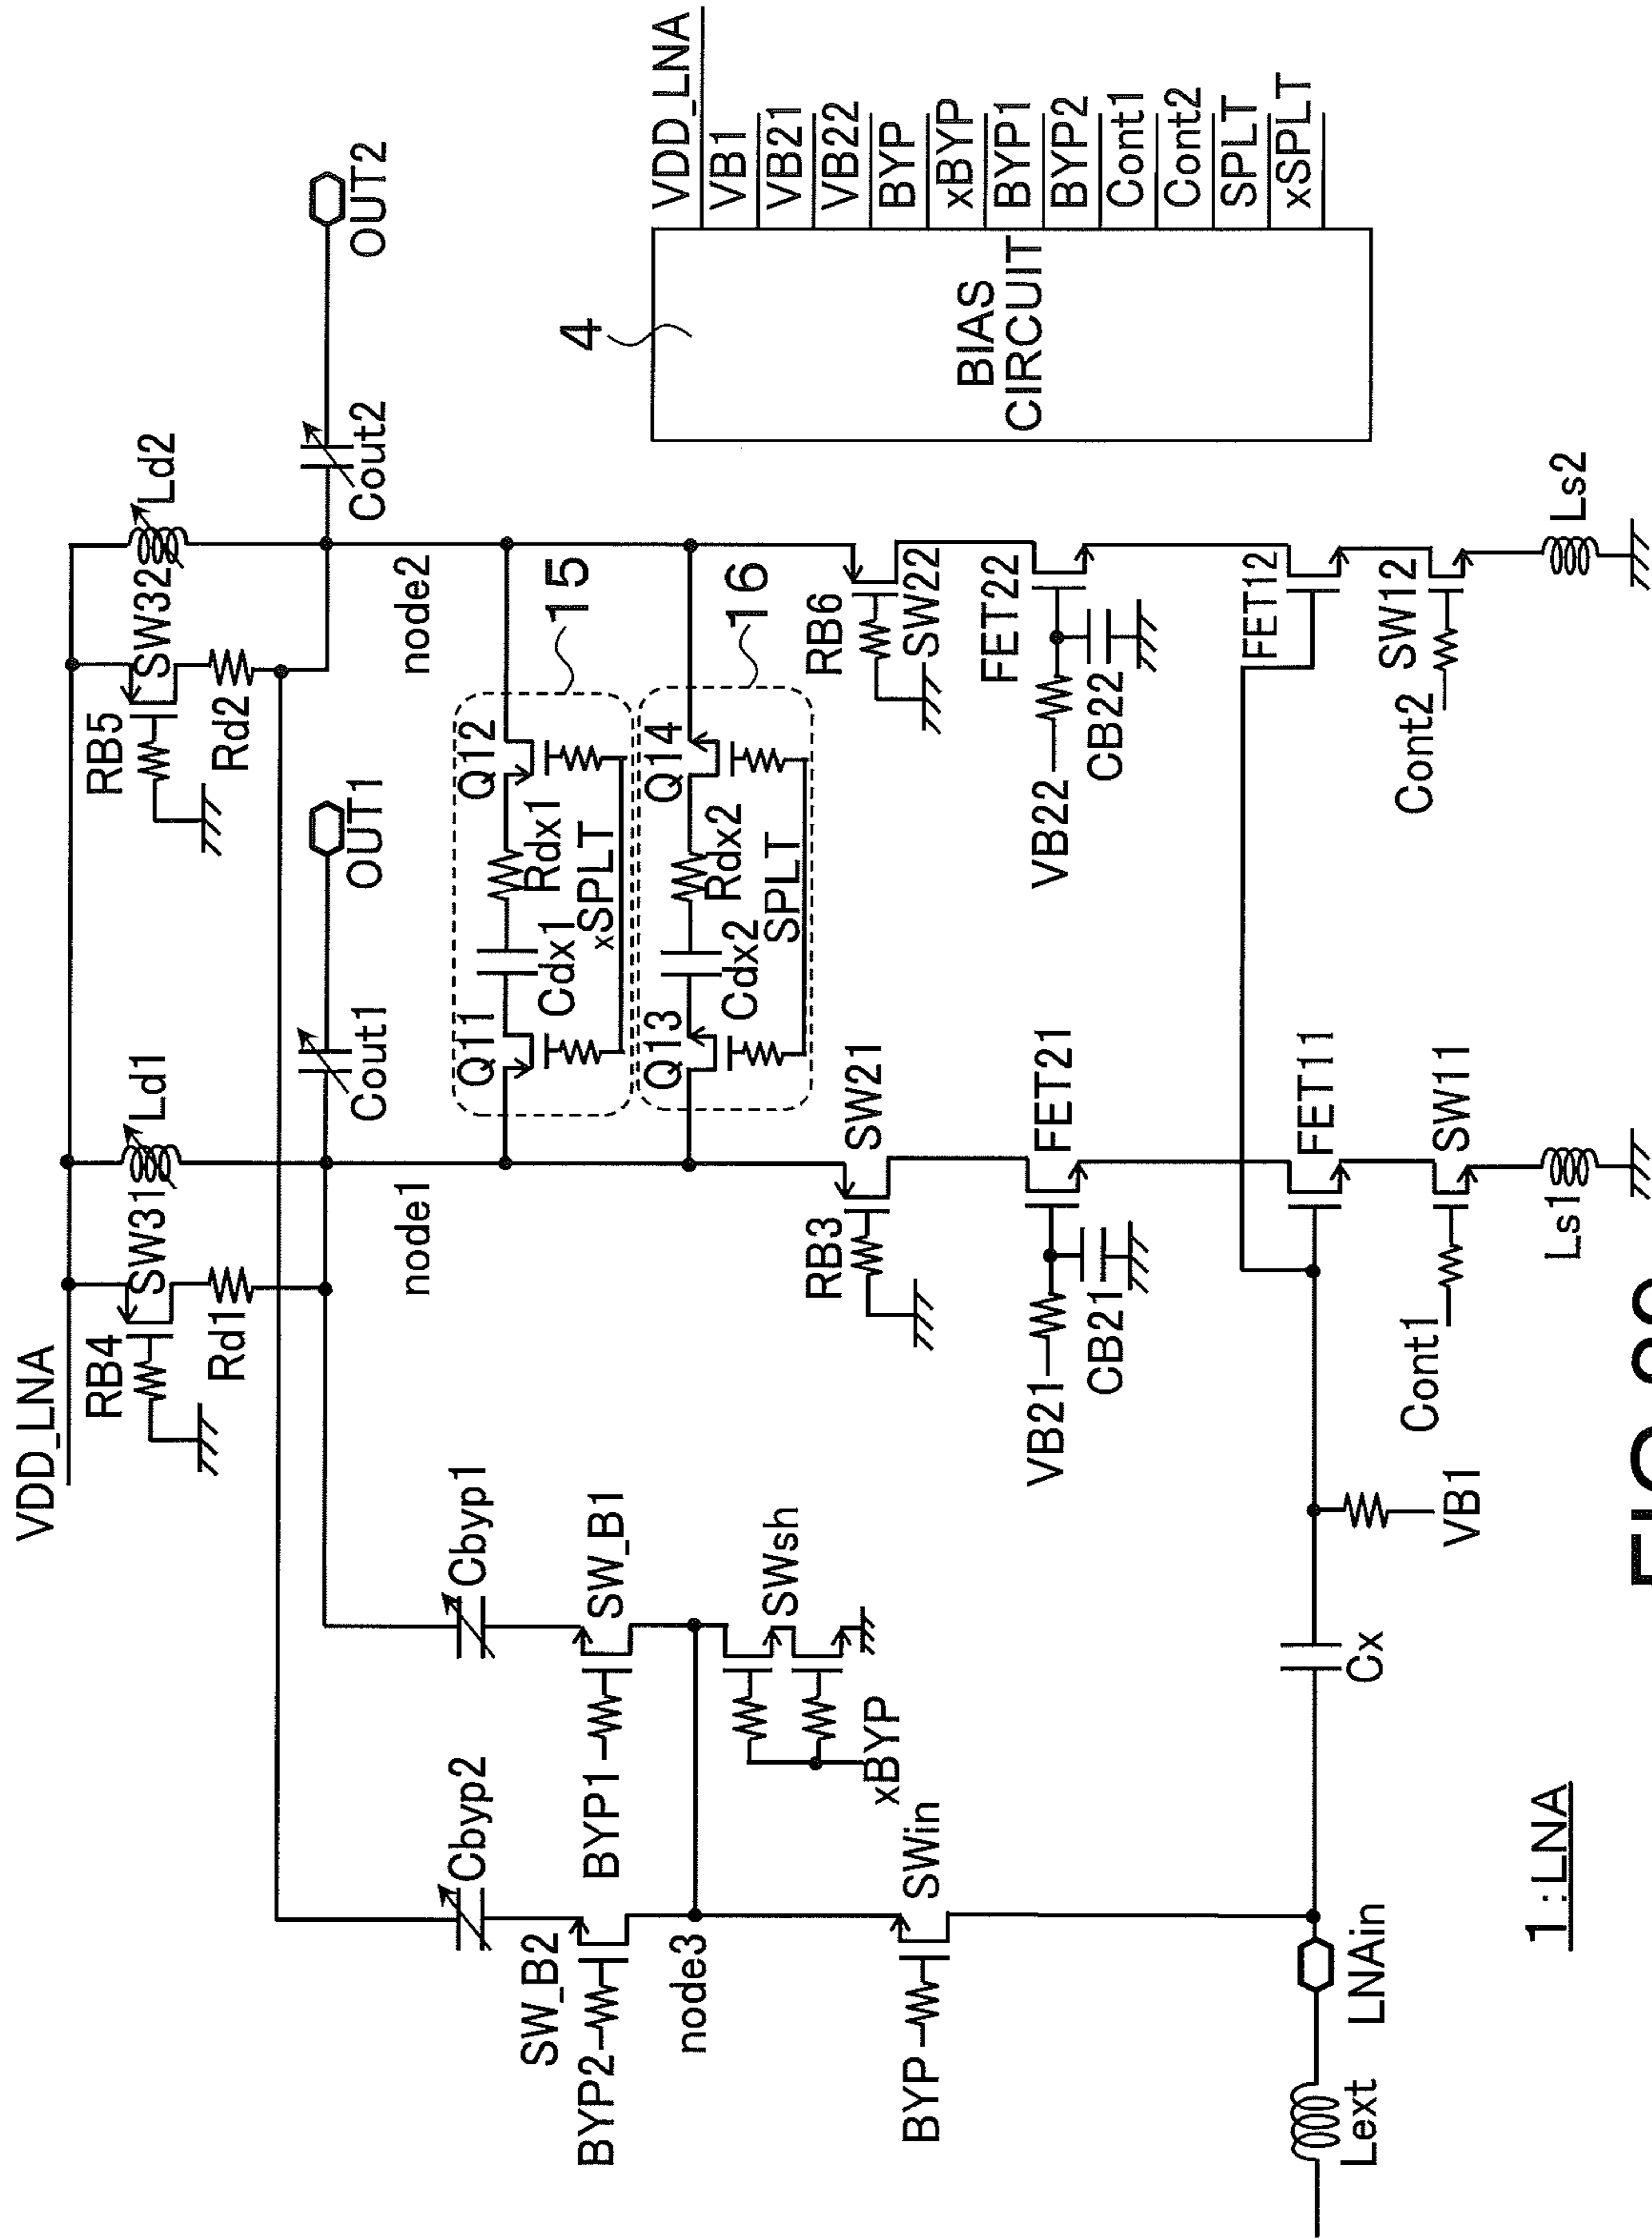 VDD_LNA
RB4
SW31
Ld1
Rd1
RB5
SW32
Ld2
Rd2
Cout1
OUT1
Cout2
OUT2
node1
node2
Cbyp2
Cbyp1
Q11
Cdx1
Rdx1
Q12
xSPLT
15
Q13
Cdx2
Rdx2
Q14
SPLT
16
SW_B2
BYP2
BYP1
SW_B1
node3
SWsh
xBYP
BYP
SWin
RB3
SW21
RB6
SW22
VB21
FET21
CB21
VB22
FET22
CB22
FET11
FET12
Cont1
SW11
Cont2
SW12
Ls1
Ls2
Lext
LNAin
Cx
VB1
4
BIAS
CIRCUIT
VDD_LNA
VB1
VB21
VB22
BYP
xBYP
BYP1
BYP2
Cont1
Cont2
SPLT
xSPLT
1:LNA